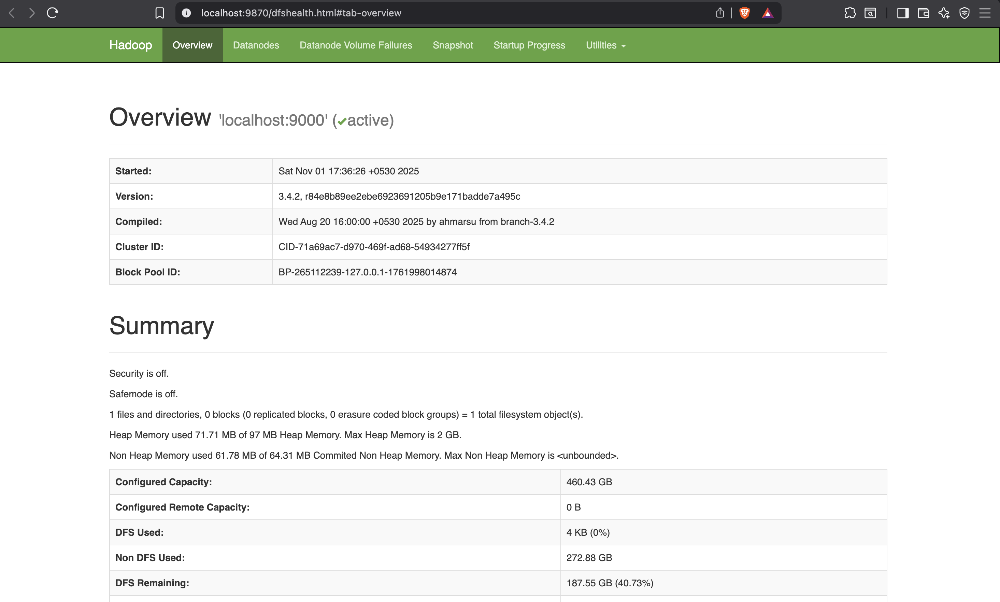 localhost:9870/dfshealth.html#tab-overview
Hadoop Overview Datanodes Datanode Volume Failures Snapshot Startup Progress Utilities
Overview 'localhost:9000' (✔active)
Started: Sat Nov 01 17:36:26 +0530 2025
Version: 3.4.2, r84e8b89ee2ebe6923691205b9e171badde7a495c
Compiled: Wed Aug 20 16:00:00 +0530 2025 by ahmarsu from branch-3.4.2
Cluster ID: CID-71a69ac7-d970-469f-ad68-54934277ff5f
Block Pool ID: BP-265112239-127.0.0.1-1761998014874
Summary
Security is off.
Safemode is off.
1 files and directories, 0 blocks (0 replicated blocks, 0 erasure coded block groups) = 1 total filesystem object(s).
Heap Memory used 71.71 MB of 97 MB Heap Memory. Max Heap Memory is 2 GB.
Non Heap Memory used 61.78 MB of 64.31 MB Commited Non Heap Memory. Max Non Heap Memory is <unbounded>.
Configured Capacity: 460.43 GB
Configured Remote Capacity: 0 B
DFS Used: 4 KB (0%)
Non DFS Used: 272.88 GB
DFS Remaining: 187.55 GB (40.73%)